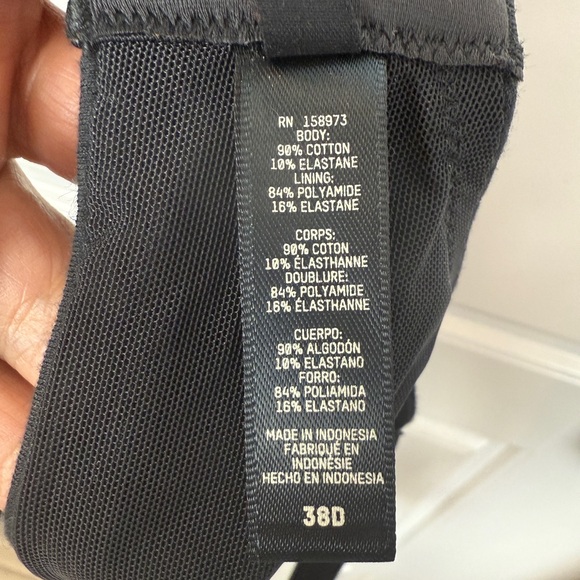 RN 158973
BODY:
90% COTTON
10% ELASTANE
LINING:
84% POLYAMIDE
16% ELASTANE
CORPS:
90% COTON
10% ÉLASTHANNE
DOUBLURE:
84% POLYAMIDE
16% ÉLASTHANNE
CUERPO:
90% ALGODÓN
10% ELASTANO
FORRO:
84% POLIAMIDA
16% ELASTANO
MADE IN INDONESIA
FABRIQUÉ EN
INDONÉSIE
HECHO EN INDONESIA
38D